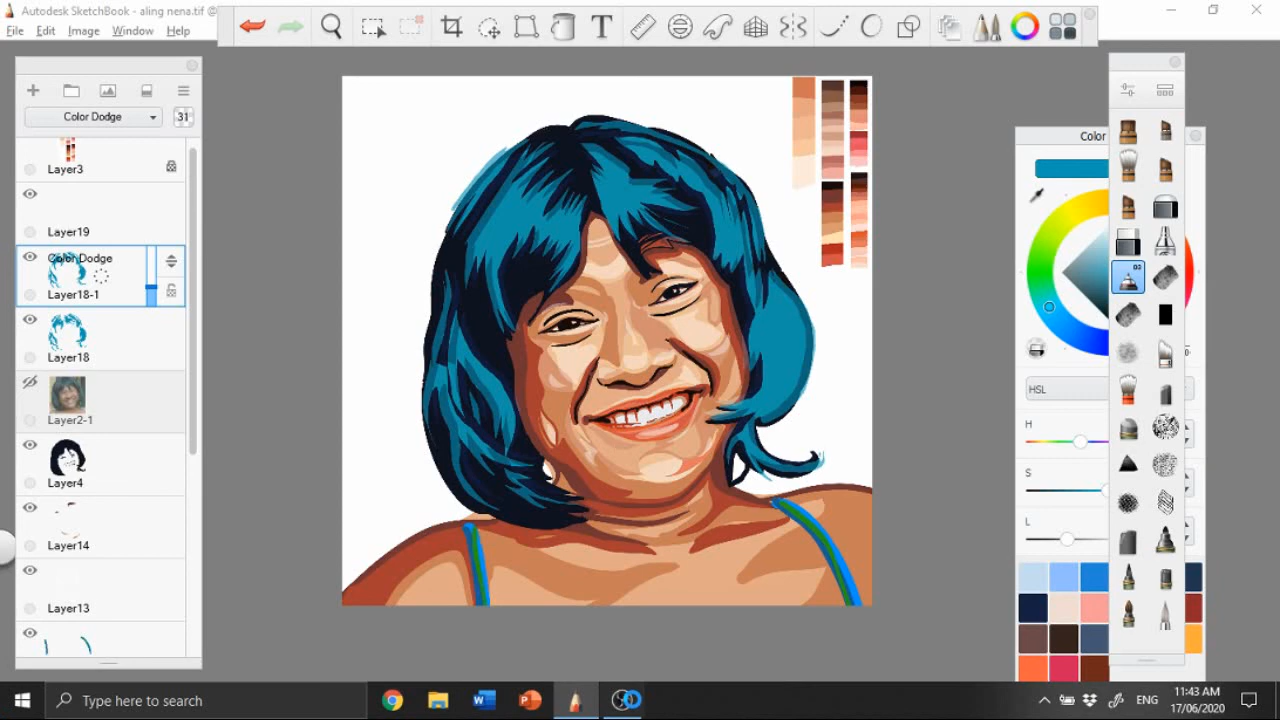 Autodesk SketchBook - aling nena.tif @
File Edit Image Window Help
T
Color Dodge
31
Layer3
Layer19
Color Dodge
Layer18-1
Layer18
Layer2-1
Layer4
Layer14
Layer13
Color
HSL
H
S
L
Type here to search
ENG
11:43 AM
17/06/2020